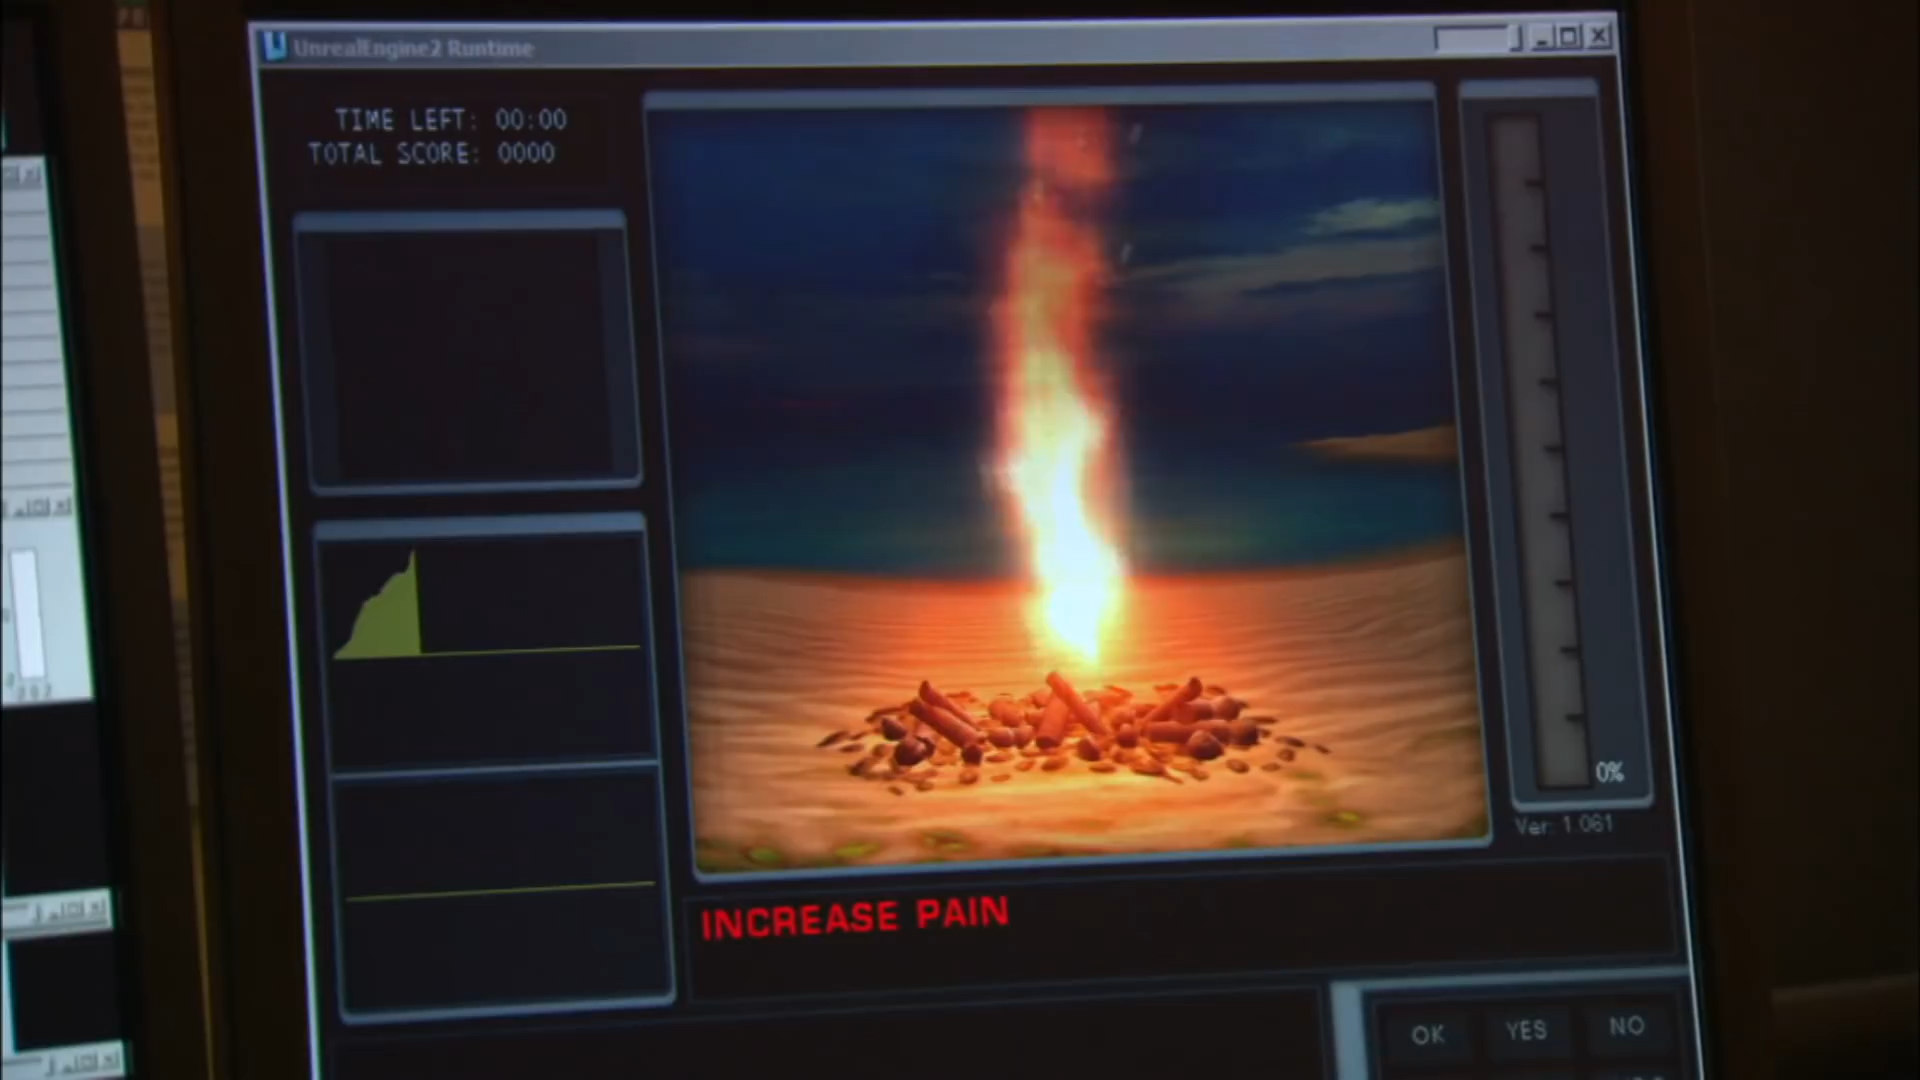 UnrealEngine2 Runtime
TIME LEFT: 00:00
TOTAL SCORE: 0000
0%
Ver: 1.061
INCREASE PAIN
OK YES NO